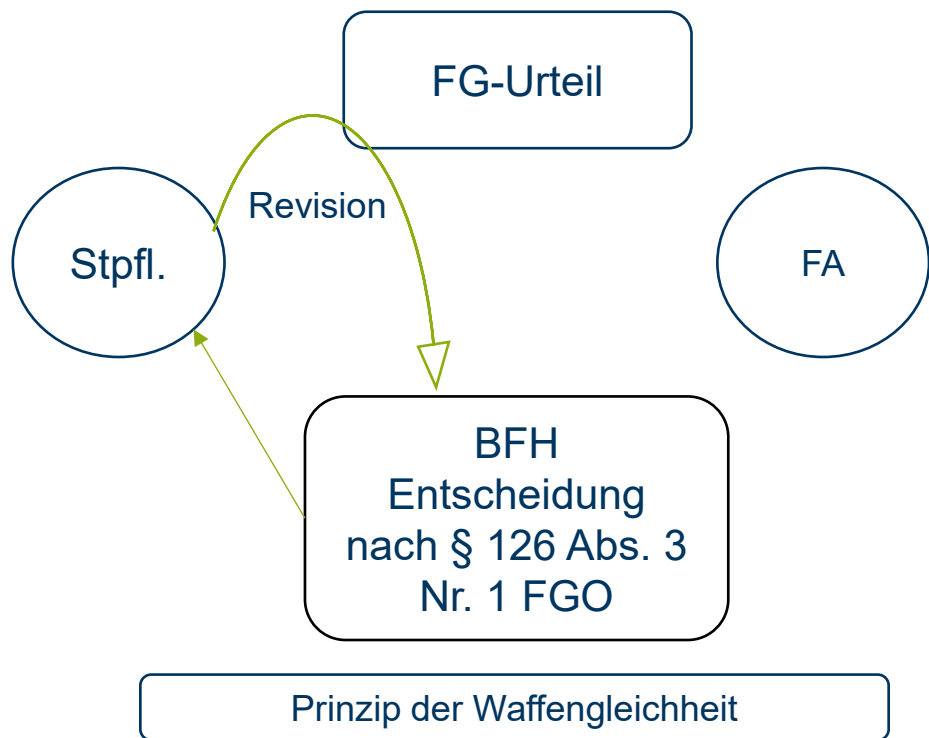 FG-Urteil
Revision
Stpfl.
FA
BFH
Entscheidung
nach § 126 Abs. 3
Nr. 1 FGO
Prinzip der Waffengleichheit